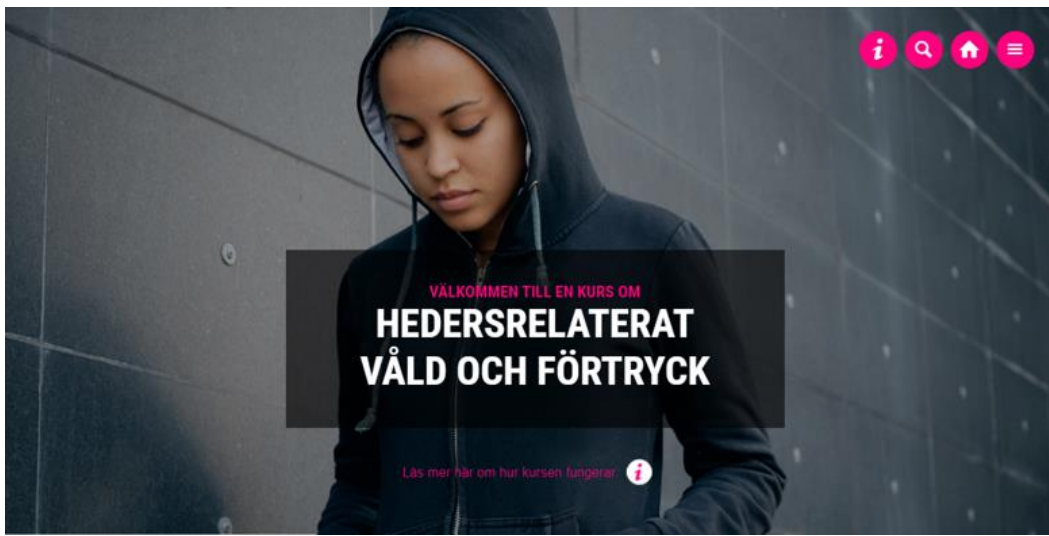 VÄLKOMMEN TILL EN KURS OM
HEDERSRELATERAT
VÅLD OCH FÖRTRYCK
Läs mer här om hur kursen fungerar